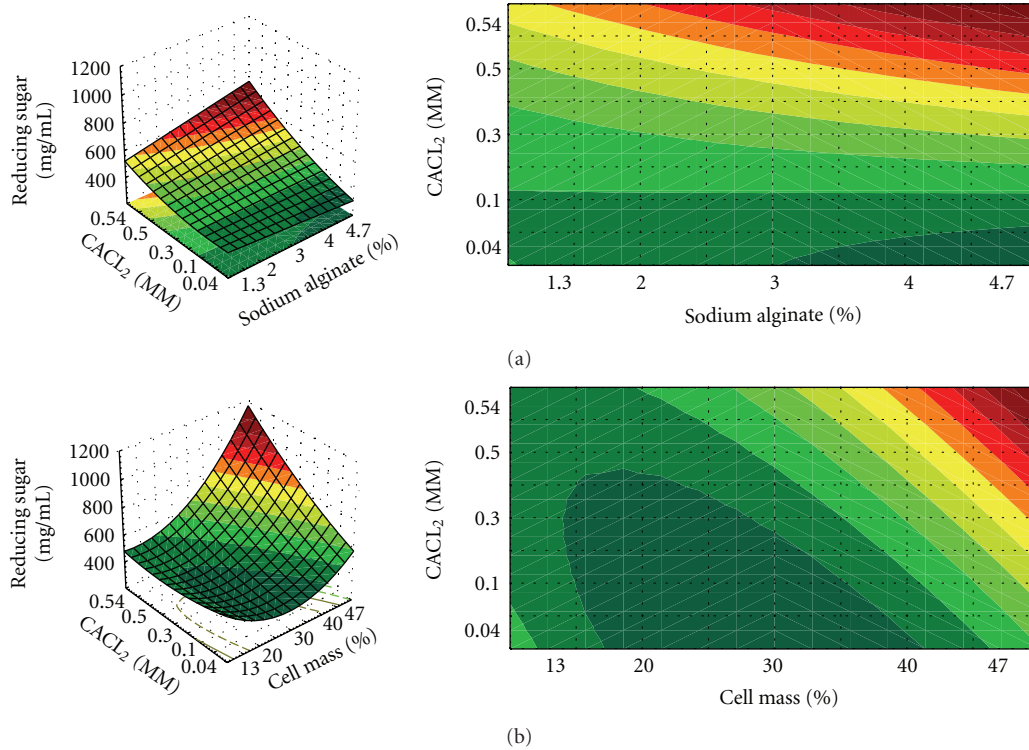 Reducing sugar
(mg/mL)
1200
1000
800
600
400
0.54
0.5
0.3
0.1
0.04
CACL₂ (MM)
1.3
2
3
4
4.7
Sodium alginate (%)
CACL₂ (MM)
0.54
0.5
0.3
0.1
0.04
1.3 2 3 4 4.7
Sodium alginate (%)
(a)
Reducing sugar
(mg/mL)
1200
1000
800
600
400
0.54
0.5
0.3
0.1
0.04
CACL₂ (MM)
13
20
30
40
47
Cell mass (%)
CACL₂ (MM)
0.54
0.5
0.3
0.1
0.04
13 20 30 40 47
Cell mass (%)
(b)